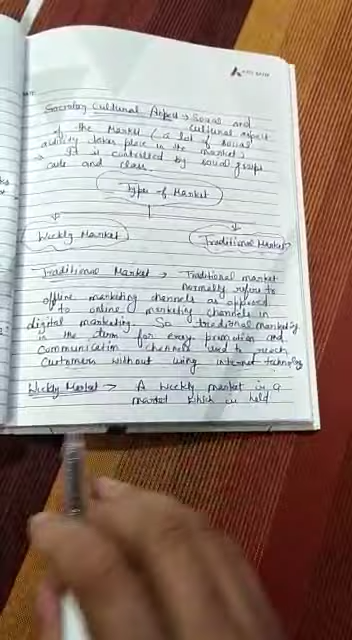 AXIS BANK
Sociology Cultural Aspect → Social and
of the Market cultural aspect
(a lot of social
activity takes place in the market)
→ It is controlled by social groups
caste and class.
Types of Market
Weekly Market
Traditional Market
Traditional Market → Traditional market
normally refers to
offline marketing channels as opposed
to online marketing channels in
digital marketing. So traditional marketing
is the term for every promotion and
communication channels used to reach
customers without using internet technology
Weekly Market → A weekly market is a
market which is held